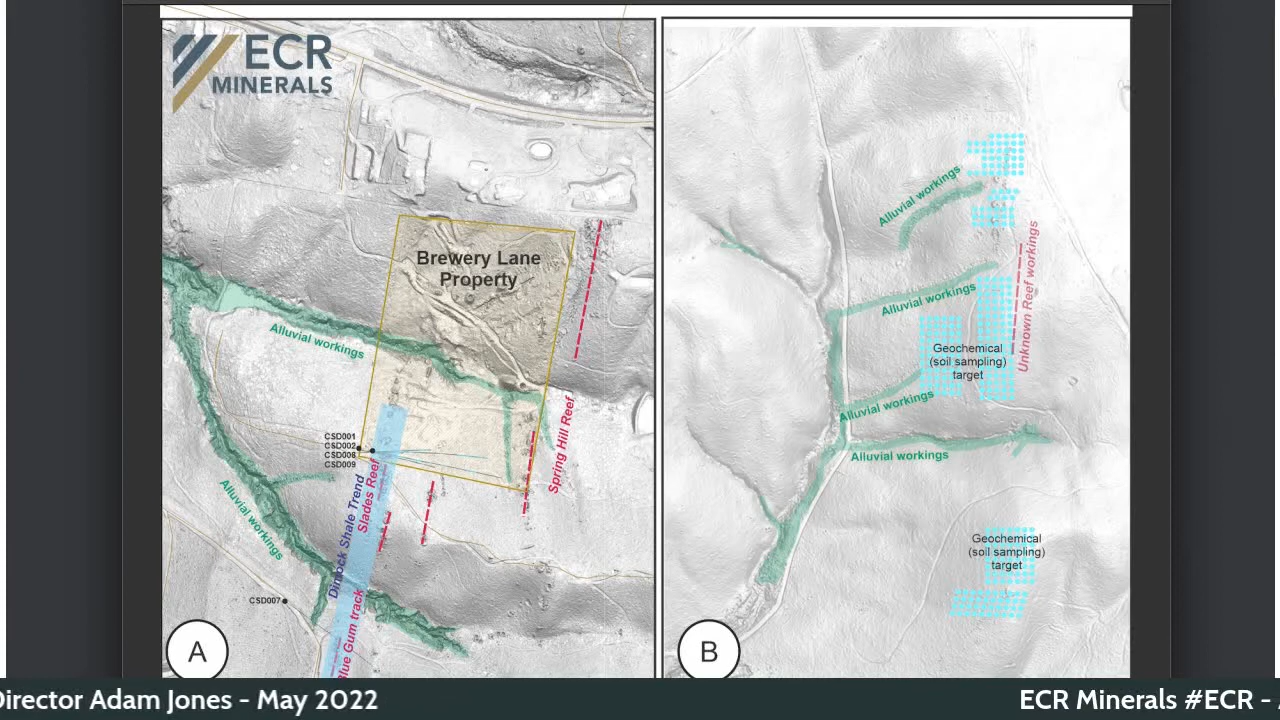 ECR
MINERALS
Brewery Lane
Property
Alluvial workings
Alluvial workings
CSD001
CSD002
CSD008
CSD009
Spring Hill Reef
Slades Reef
Dimock Shale Trend
Blue Gum track
CSD007
A
Alluvial workings
Alluvial workings
Unknown Reef workings
Geochemical
(soil sampling)
target
Alluvial workings
Alluvial workings
Geochemical
(soil sampling)
target
B
Director Adam Jones - May 2022
ECR Minerals #ECR -